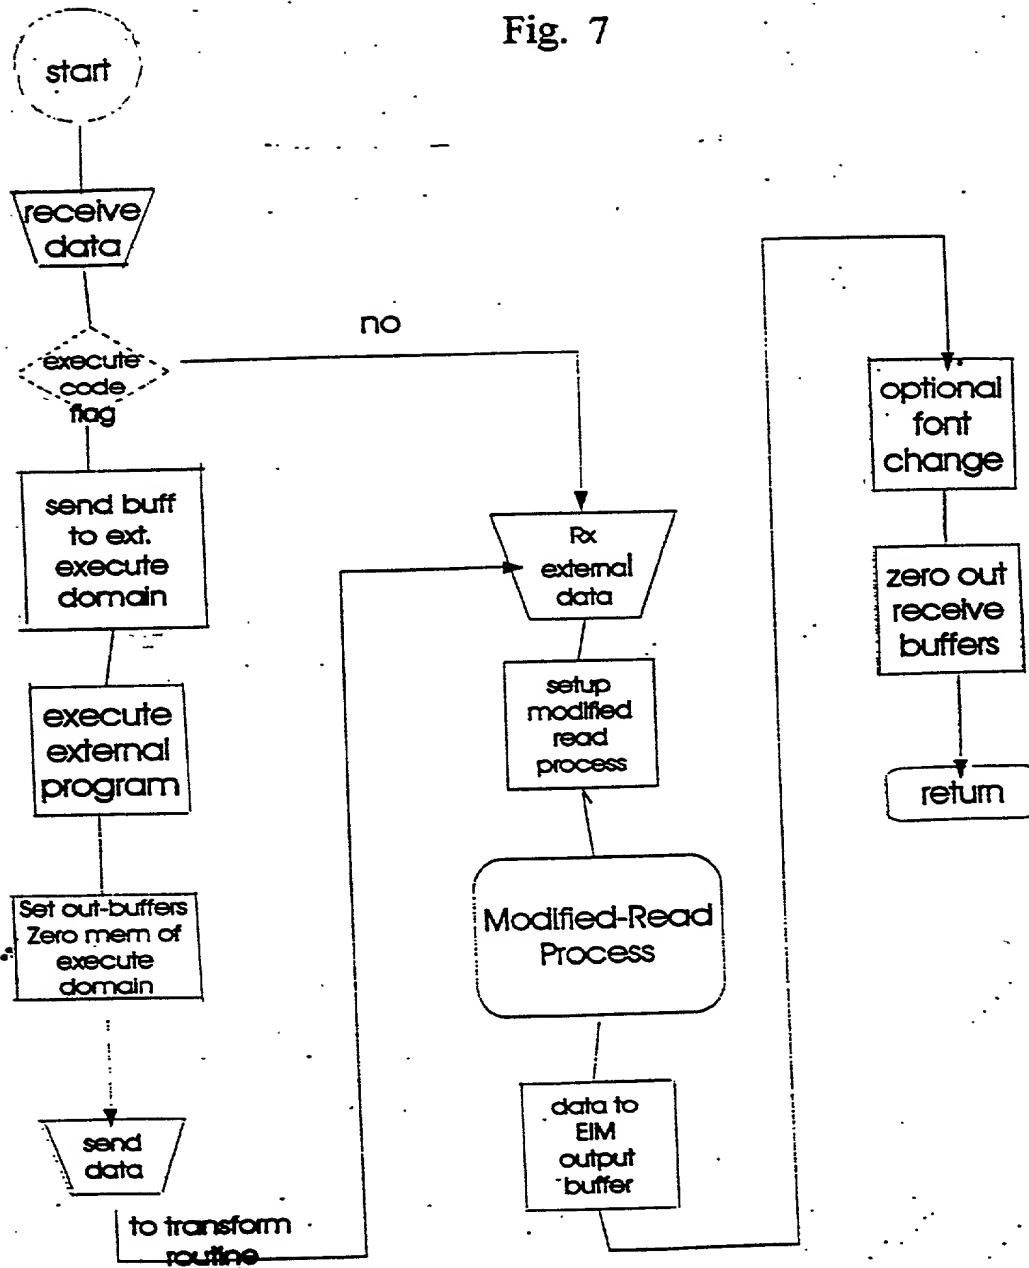 Fig. 7
start
receive
data
execute
code
flag
no
send buff
to ext.
execute
domain
execute
external
program
Set out-buffers
Zero mem of
execute
domain
send
data
to transform
routine
Rx
external
data
setup
modified
read
process
Modified-Read
Process
data to
EIM
output
buffer
optional
font
change
zero out
receive
buffers
return